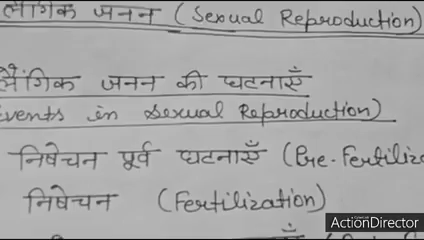 लैंगिक जनन (Sexual Reproduction)
लैंगिक जनन की घटनाएँ
Events in Sexual Reproduction)
निषेचन पूर्व घटनाएँ (Pre-Fertiliz
निषेचन (Fertilization)
ActionDirector